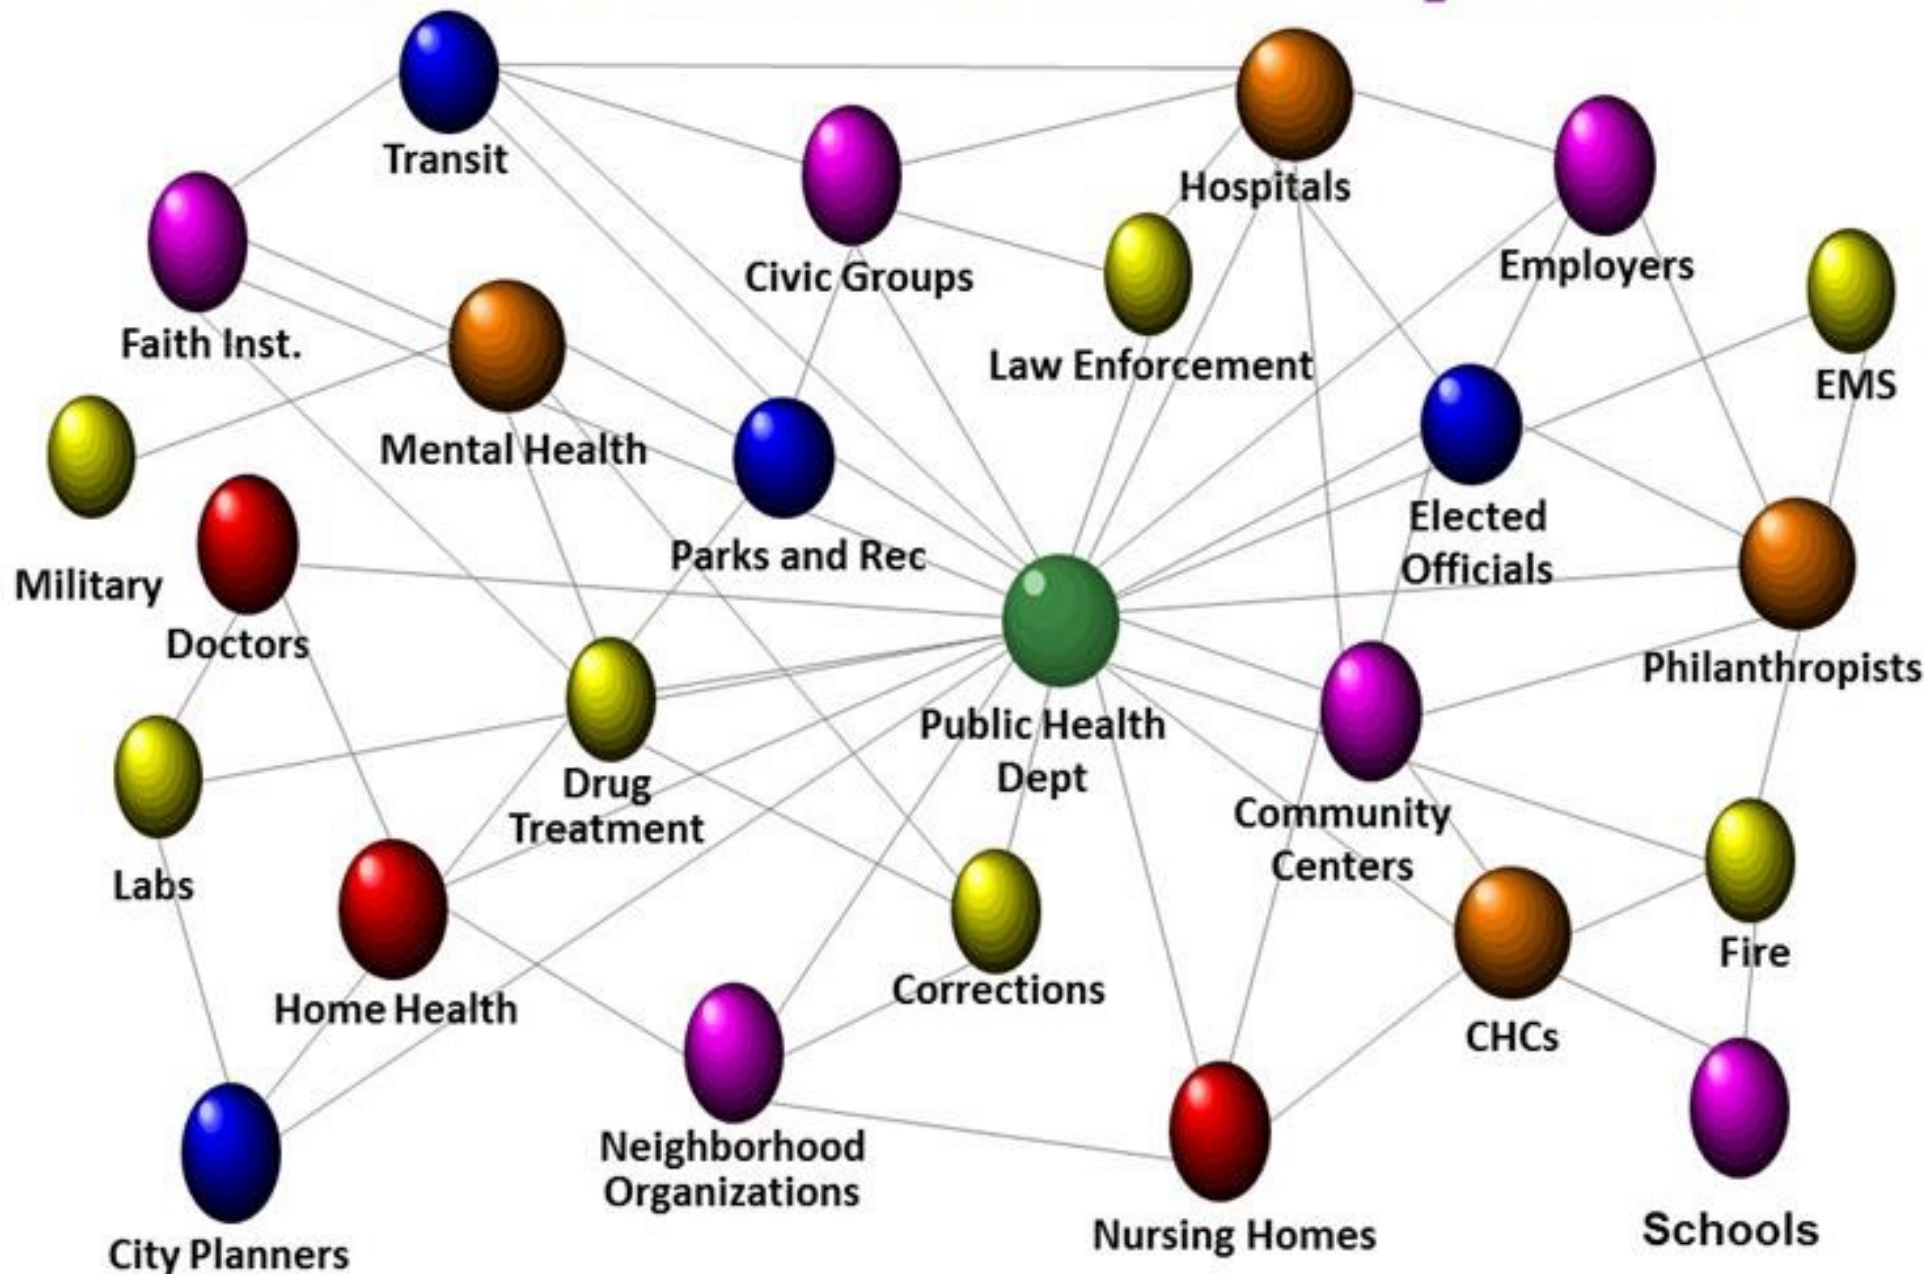 Transit
Hospitals
Civic Groups
Employers
Faith Inst.
Law Enforcement
EMS
Mental Health
Elected
Officials
Parks and Rec
Military
Doctors
Philanthropists
Public Health
Dept
Drug
Treatment
Community
Centers
Labs
Fire
Corrections
Home Health
CHCs
Neighborhood
Organizations
Schools
Nursing Homes
City Planners